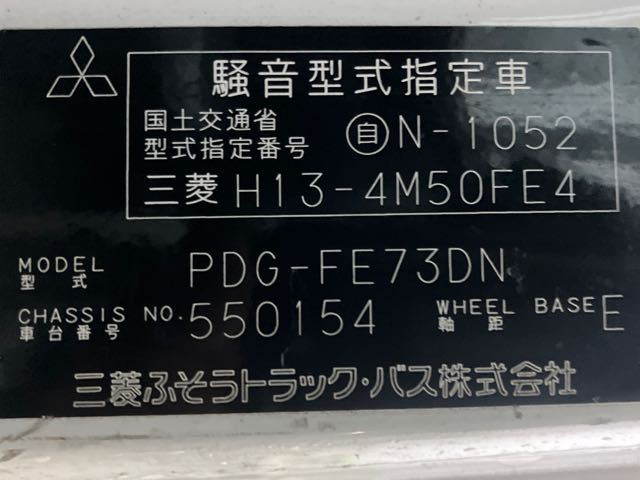 騒音型式指定車
国土交通省
型式指定番号 自 N-1052
三菱 H13-4M50FE4
MODEL
型式 PDG-FE73DN
CHASSIS NO. 550154 WHEEL BASE E
車台番号 軸距
三菱ふそうトラック・バス株式会社